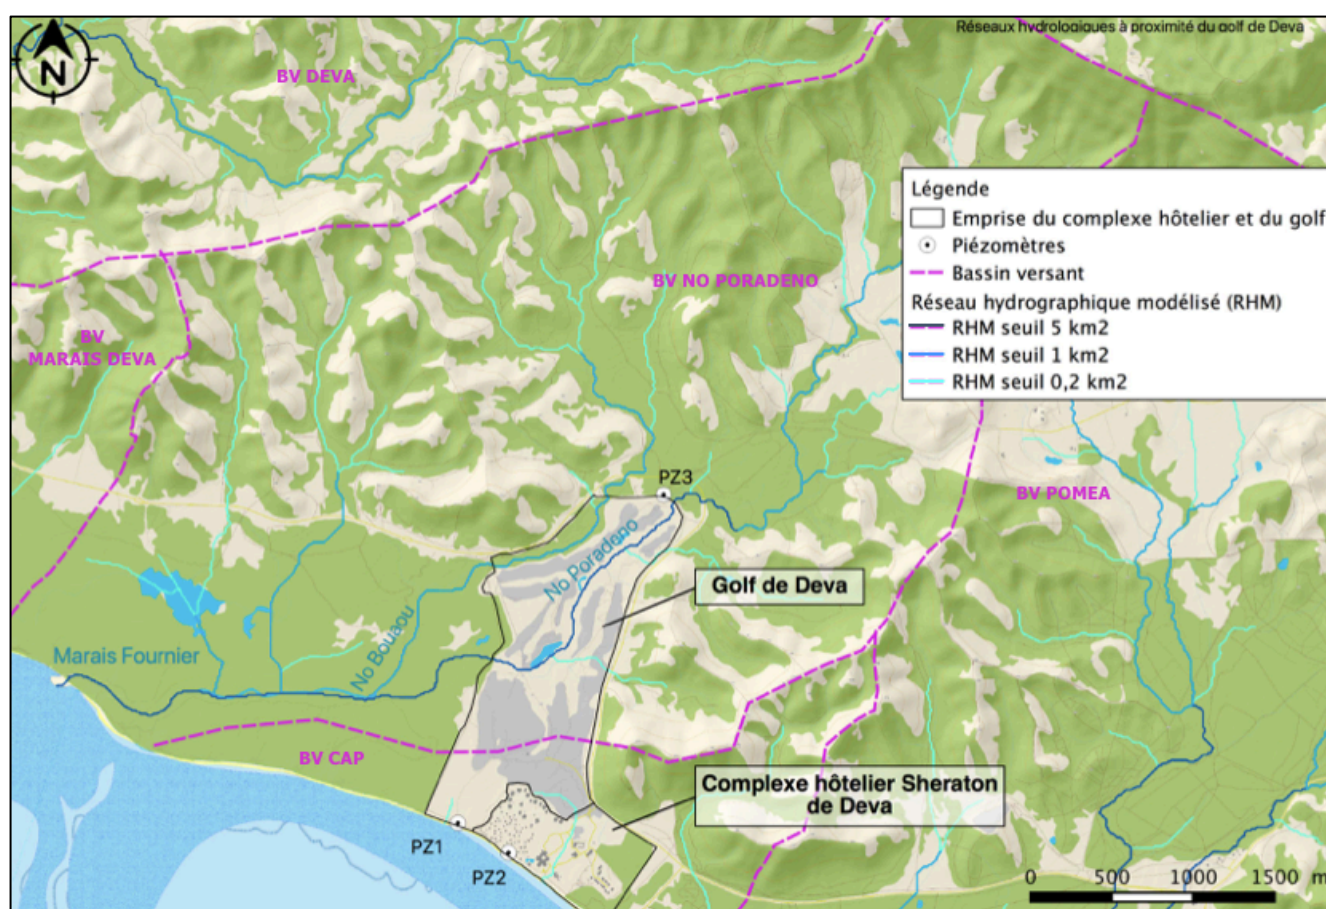 Réseaux hydrologiques à proximité du golf de Deva
N
BV DEVA
Légende
Emprise du complexe hôtelier et du golf
Piézomètres
Bassin versant
Réseau hydrographique modélisé (RHM)
RHM seuil 5 km2
RHM seuil 1 km2
RHM seuil 0,2 km2
BV NO PORADENO
BV
MARAIS DEVA
PZ3
BV POMEA
No Poradeno
Golf de Deva
No Bouaou
Marais Fournier
BV CAP
Complexe hôtelier Sheraton
de Deva
PZ1
PZ2
0 500 1000 1500 m